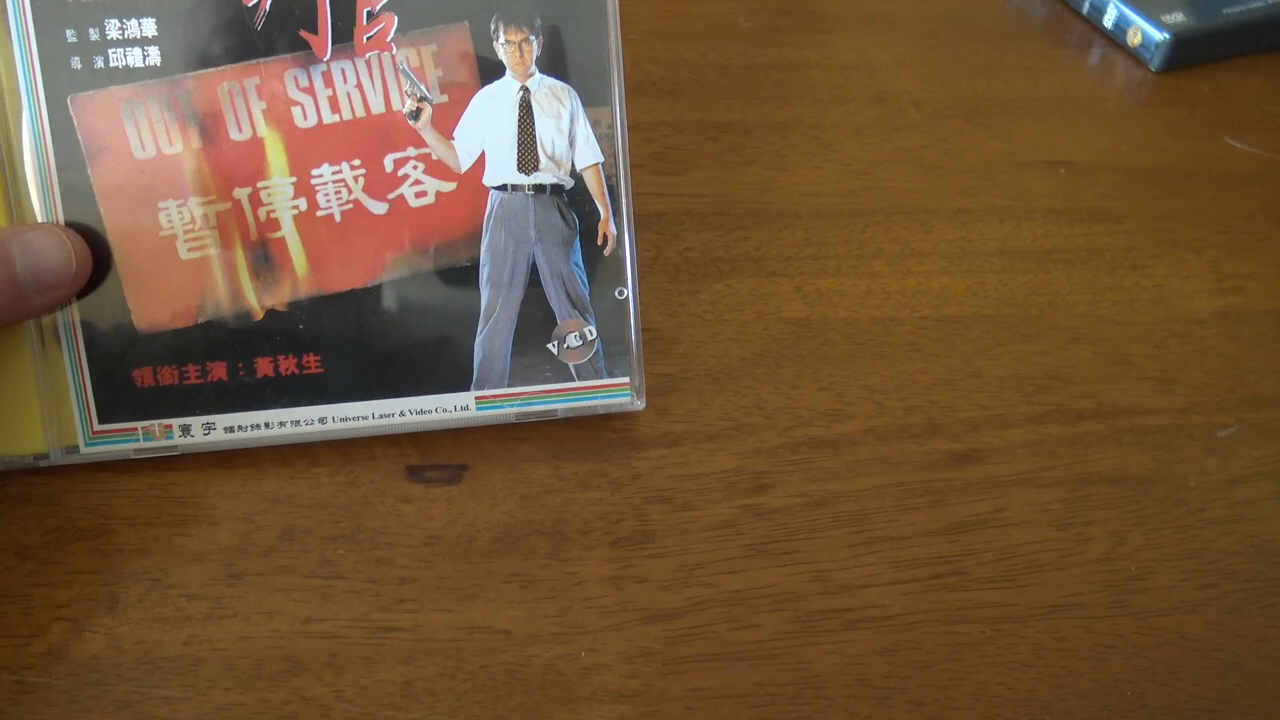 監製 梁鴻華
導演 邱禮濤
OUT OF SERVICE
暫停載客
領銜主演：黃秋生
V.CD
寰宇 鐳射錄影有限公司 Universe Laser & Video Co., Ltd.